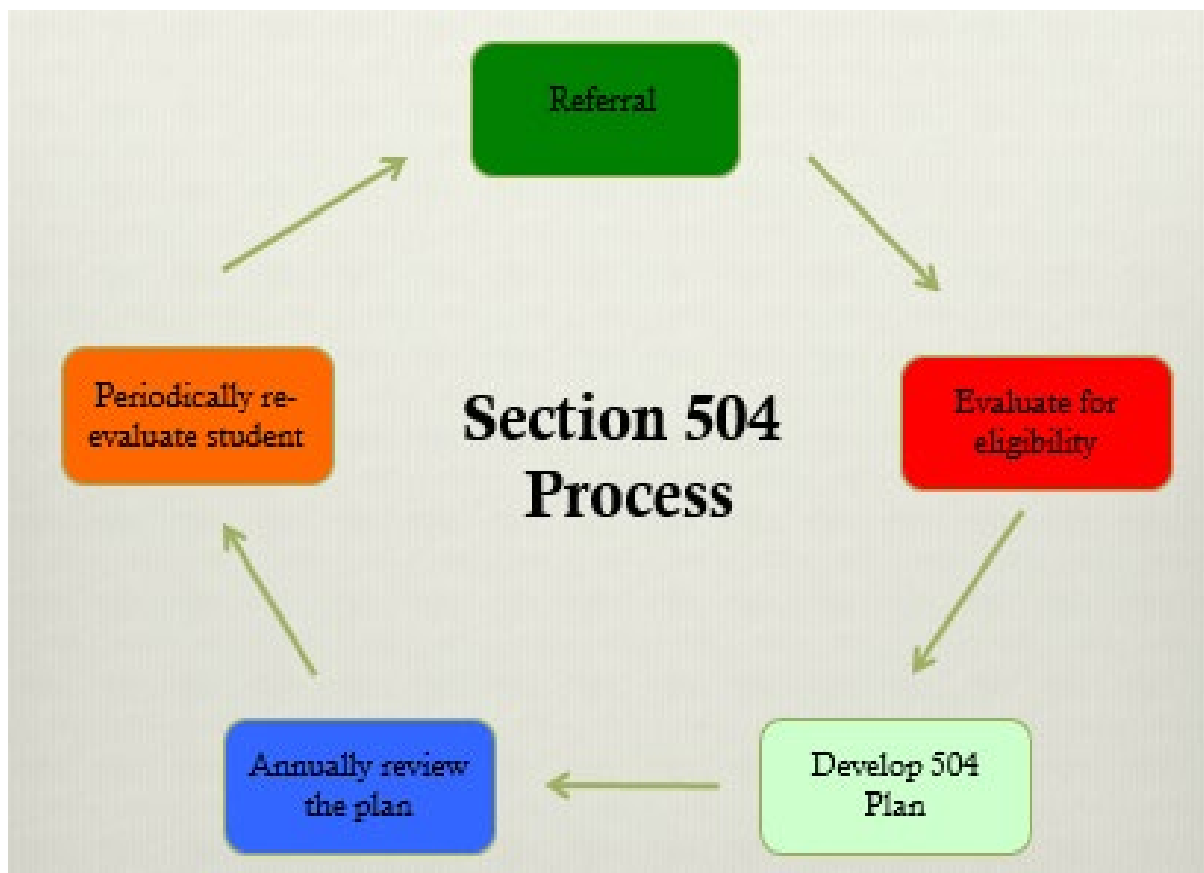 Referral
Evaluate for
eligibility
Develop 504
Plan
Annually review
the plan
Periodically re-
evaluate student
Section 504
Process